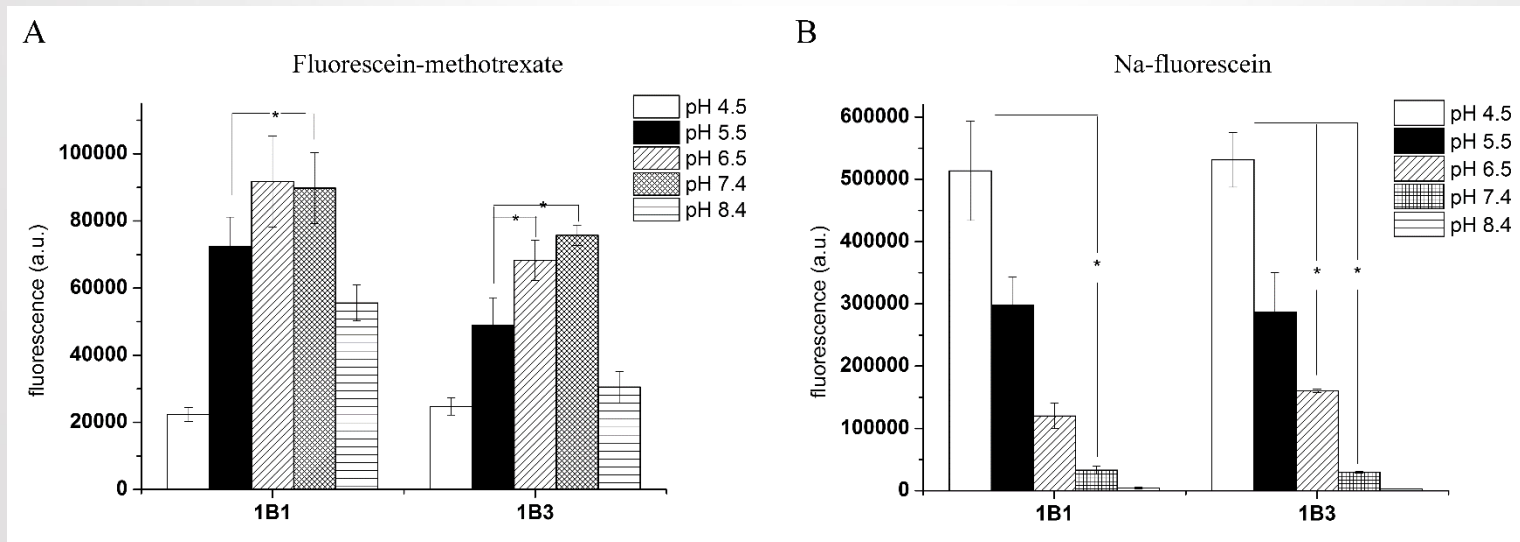 A
Fluorescein-methotrexate
pH 4.5
pH 5.5
pH 6.5
pH 7.4
pH 8.4
*
*
*
100000
80000
60000
40000
20000
0
fluorescence (a.u.)
1B1
1B3
B
Na-fluorescein
pH 4.5
pH 5.5
pH 6.5
pH 7.4
pH 8.4
600000
500000
400000
300000
200000
100000
0
*
*
*
fluorescence (a.u.)
1B1
1B3